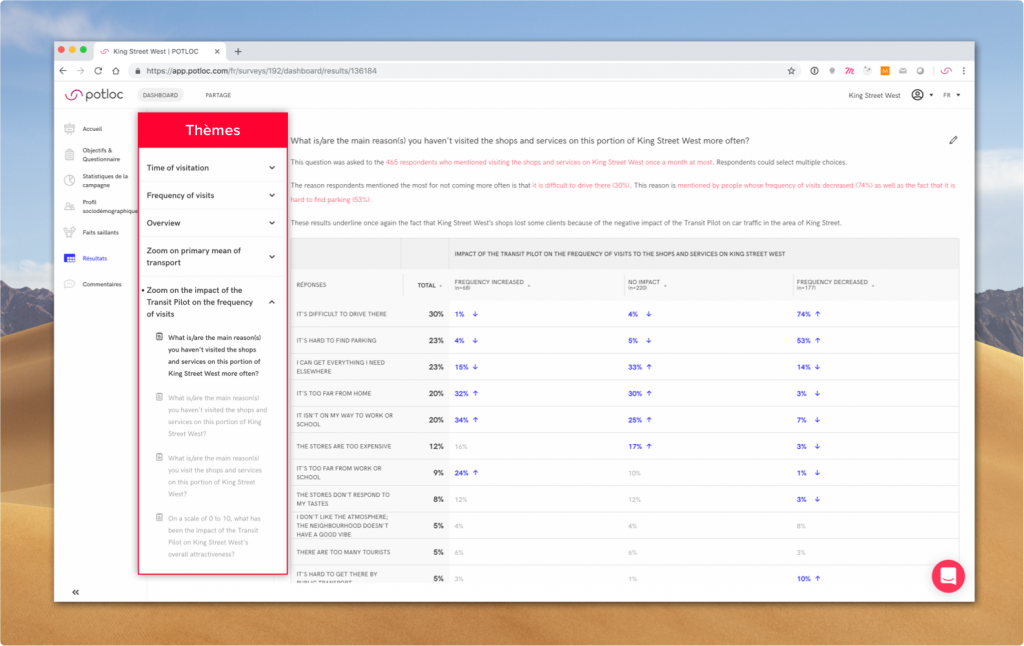 King Street West | POTLOC
https://app.potloc.com/fr/surveys/192/dashboard/results/136184
potloc
DASHBOARD
PARTAGE
King Street West
FR
Accueil
Objectifs &
Questionnaire
Statistiques de la
campagne
Profil
sociodémographique
Faits saillants
Résultats
Commentaires
Thèmes
Time of visitation
Frequency of visits
Overview
Zoom on primary mean of
transport
Zoom on the impact of the
Transit Pilot on the frequency
of visits
What is/are the main reason(s)
you haven't visited the shops
and services on this portion of
King Street West more often?
What is/are the main reason(s)
you haven't visited the shops and
services on this portion of King
Street West?
What is/are the main reason(s)
you visit the shops and services
on this portion of King Street
West?
On a scale of 0 to 10, what has
been the impact of the Transit
Pilot on King Street West's
overall attractiveness?
What is/are the main reason(s) you haven't visited the shops and services on this portion of King Street West more often?
This question was asked to the 465 respondents who mentioned visiting the shops and services on King Street West once a month at most. Respondents could select multiple choices.
The reason respondents mentioned the most for not coming more often is that it is difficult to drive there (30%). This reason is mentioned by people whose frequency of visits decreased (74%) as well as the fact that it is
hard to find parking (53%).
These results underline once again the fact that King Street West's shops lost some clients because of the negative impact of the Transit Pilot on car traffic in the area of King Street.
IMPACT OF THE TRANSIT PILOT ON THE FREQUENCY OF VISITS TO THE SHOPS AND SERVICES ON KING STREET WEST
RÉPONSES TOTAL FREQUENCY INCREASED NO IMPACT FREQUENCY DECREASED
(n=68) (n=220) (n=177)
IT'S DIFFICULT TO DRIVE THERE 30% 1% ↓ 4% ↓ 74% ↑
IT'S HARD TO FIND PARKING 23% 4% ↓ 5% ↓ 53% ↑
I CAN GET EVERYTHING I NEED
ELSEWHERE 23% 15% ↓ 33% ↑ 14% ↓
IT'S TOO FAR FROM HOME 20% 32% ↑ 30% ↑ 3% ↓
IT ISN'T ON MY WAY TO WORK OR
SCHOOL 20% 34% ↑ 25% ↑ 7% ↓
THE STORES ARE TOO EXPENSIVE 12% 16% 17% ↑ 3% ↓
IT'S TOO FAR FROM WORK OR
SCHOOL 9% 24% ↑ 10% 1% ↓
THE STORES DON'T RESPOND TO
MY TASTES 8% 12% 12% 3% ↓
I DON'T LIKE THE ATMOSPHERE;
THE NEIGHBOURHOOD DOESN'T
HAVE A GOOD VIBE 5% 4% 4% 8%
THERE ARE TOO MANY TOURISTS 5% 6% 6% 3%
IT'S HARD TO GET THERE BY
PUBLIC TRANSPORT 5% 3% 1% 10% ↑